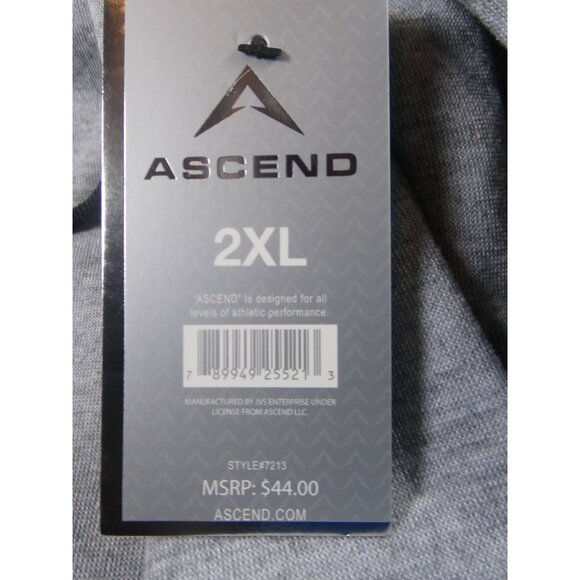 ASCEND
2XL
"ASCEND" Is designed for all
levels of athletic performance.
7 89949 25521 3
MANUFACTURED BY JVS ENTERPRISE UNDER
LICENSE FROM ASCEND LLC.
STYLE#7213
MSRP: $44.00
ASCEND.COM